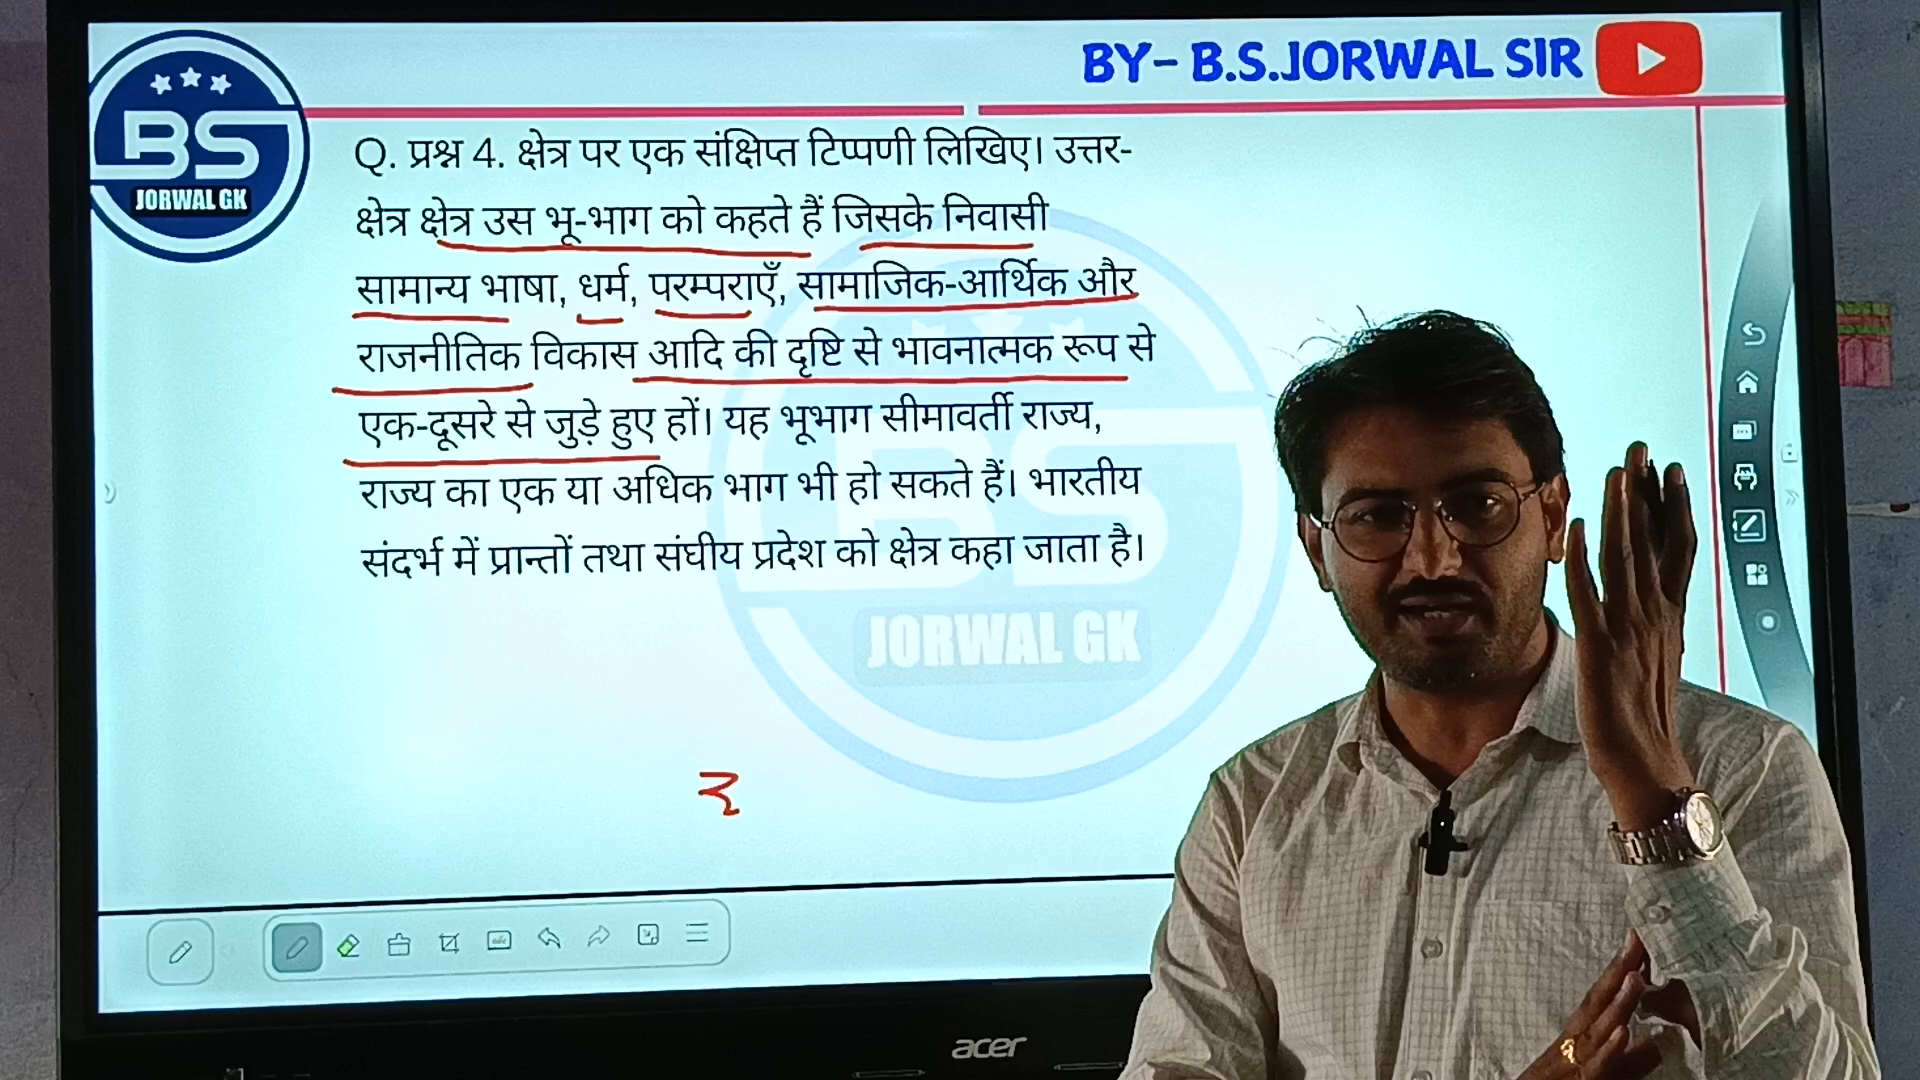 BY- B.S.JORWAL SIR
BS
JORWAL GK
Q. प्रश्न 4. क्षेत्र पर एक संक्षिप्त टिप्पणी लिखिए। उत्तर-
क्षेत्र क्षेत्र उस भू-भाग को कहते हैं जिसके निवासी
सामान्य भाषा, धर्म, परम्पराएँ, सामाजिक-आर्थिक और
राजनीतिक विकास आदि की दृष्टि से भावनात्मक रूप से
एक-दूसरे से जुड़े हुए हों। यह भूभाग सीमावर्ती राज्य,
राज्य का एक या अधिक भाग भी हो सकते हैं। भारतीय
संदर्भ में प्रान्तों तथा संघीय प्रदेश को क्षेत्र कहा जाता है।
BS
JORWAL GK
acer